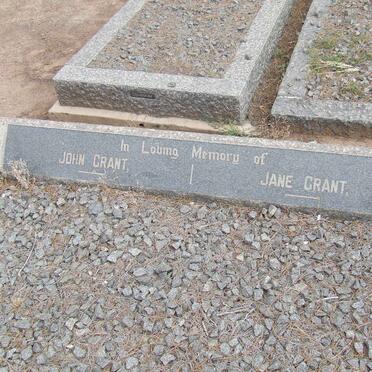 In Loving Memory of
JOHN GRANT,
JANE GRANT,